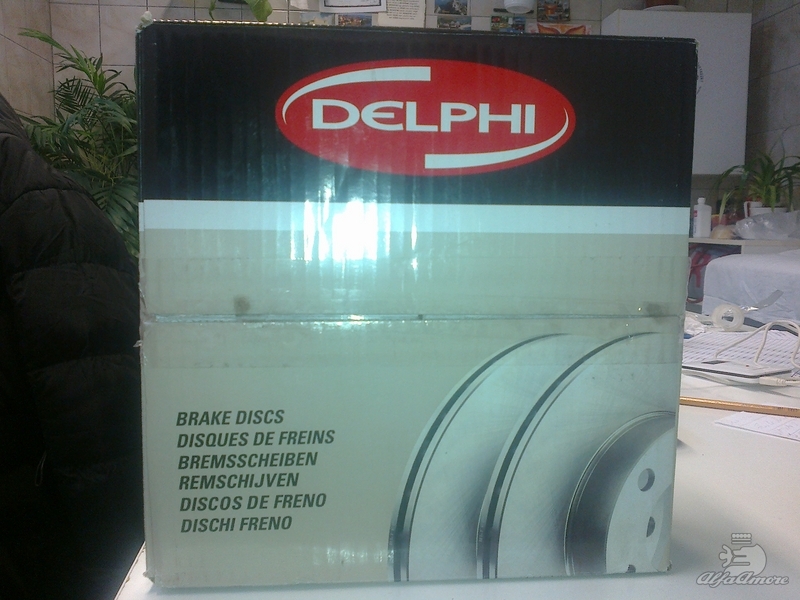 DELPHI
BRAKE DISCS
DISQUES DE FREINS
BREMSSCHEIBEN
REMSCHIJVEN
DISCOS DE FRENO
DISCHI FRENO
AlfaAmore